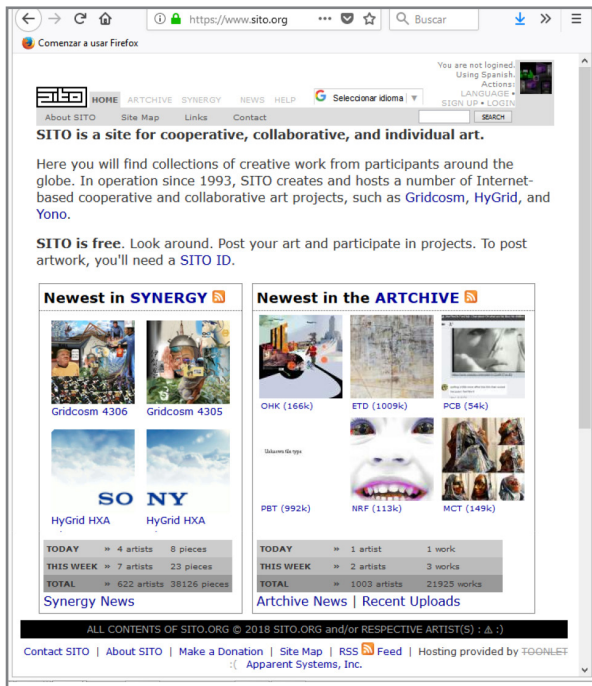 https://www.sito.org
Buscar
Comenzar a usar Firefox
You are not logined.
Using Spanish.
Actions:
LANGUAGE •
SIGN UP • LOGIN
sito HOME ARTCHIVE SYNERGY NEWS HELP G Seleccionar idioma ▼
About SITO Site Map Links Contact SEARCH
SITO is a site for cooperative, collaborative, and individual art.
Here you will find collections of creative work from participants around the
globe. In operation since 1993, SITO creates and hosts a number of Internet-
based cooperative and collaborative art projects, such as Gridcosm, HyGrid, and
Yono.
SITO is free. Look around. Post your art and participate in projects. To post
artwork, you'll need a SITO ID.
Newest in SYNERGY
Gridcosm 4306 Gridcosm 4305
SO NY
HyGrid HXA HyGrid HXA
TODAY » 4 artists 8 pieces
THIS WEEK » 7 artists 23 pieces
TOTAL » 622 artists 38126 pieces
Synergy News
Newest in the ARTCHIVE
OHK (166k) ETD (1009k) PCB (54k)
Unknown file type
PBT (992k) NRF (113k) MCT (149k)
TODAY » 1 artist 1 work
THIS WEEK » 2 artists 3 works
TOTAL » 1003 artists 21925 works
Artchive News | Recent Uploads
ALL CONTENTS OF SITO.ORG © 2018 SITO.ORG and/or RESPECTIVE ARTIST(S) : ⚠ :)
Contact SITO | About SITO | Make a Donation | Site Map | RSS Feed | Hosting provided by TOONLET
:( Apparent Systems, Inc.